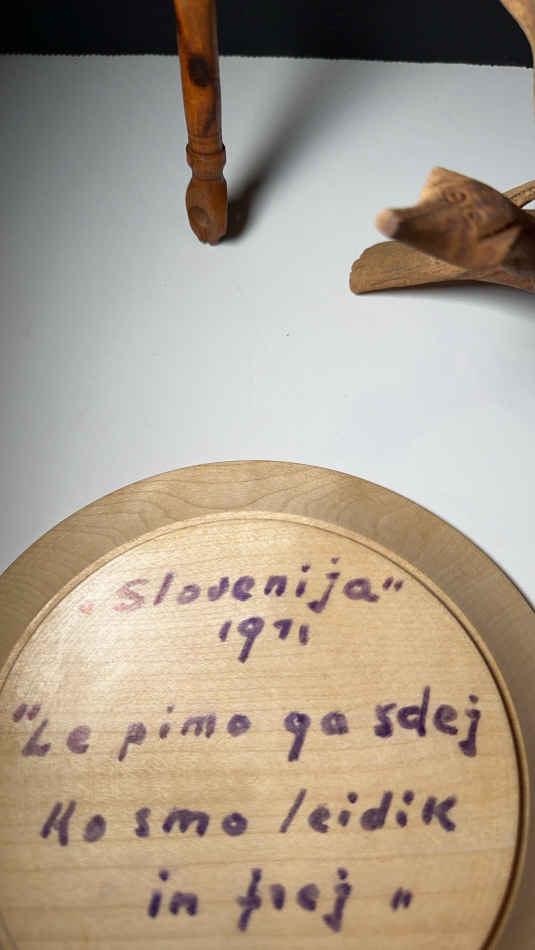 „Slovenija"
1971
"Le pimo ga sdej
Ko smo leidik
in frej "